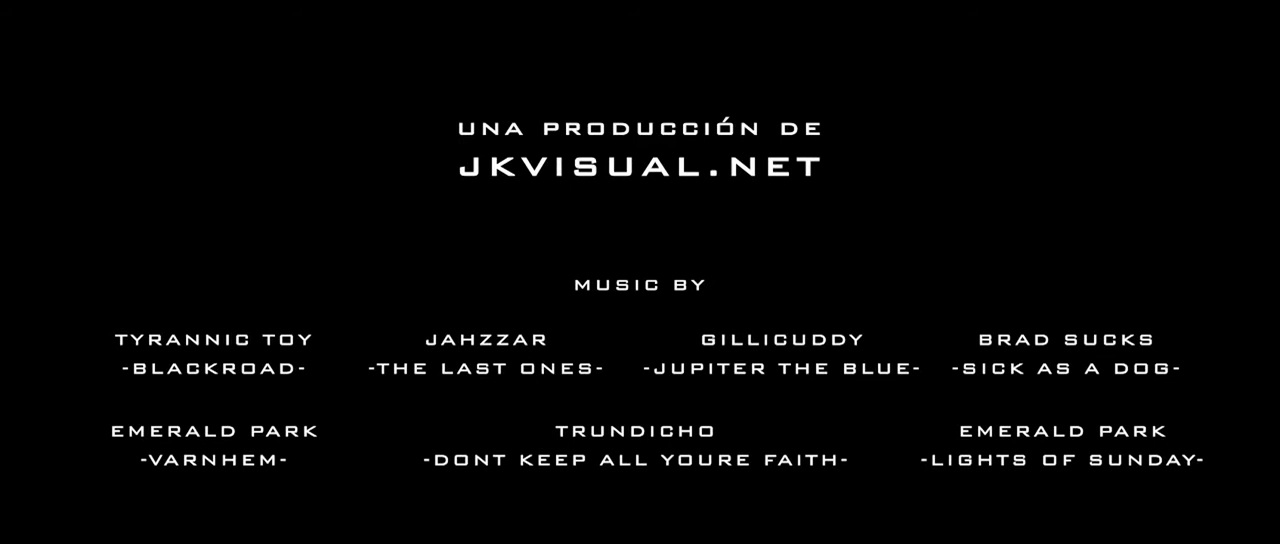 UNA PRODUCCIÓN DE
JKVISUAL.NET
MUSIC BY
TYRANNIC TOY JAHZZAR GILLICUDDY BRAD SUCKS
-BLACKROAD- -THE LAST ONES- -JUPITER THE BLUE- -SICK AS A DOG-
EMERALD PARK TRUNDICHO EMERALD PARK
-VARNHEM- -DONT KEEP ALL YOURE FAITH- -LIGHTS OF SUNDAY-